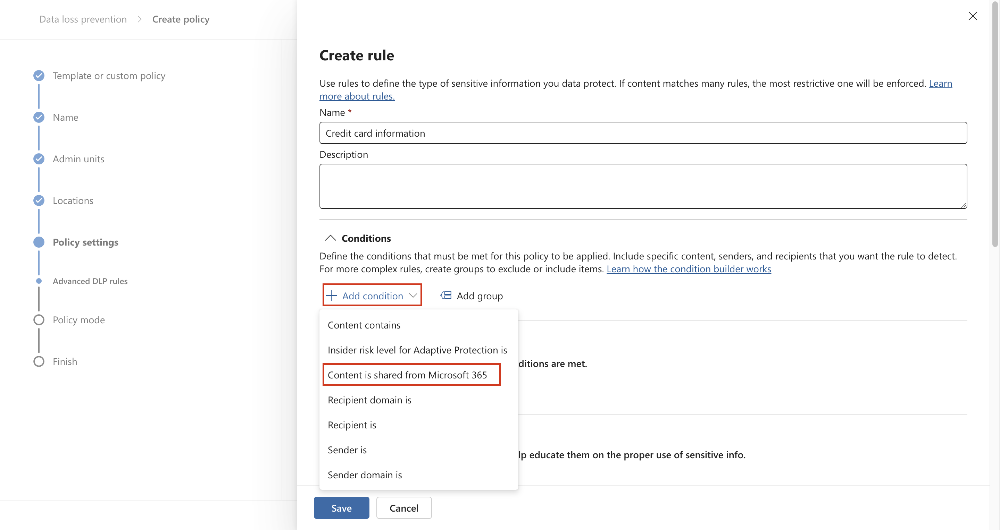 Data loss prevention > Create policy
Template or custom policy
Name
Admin units
Locations
Policy settings
Advanced DLP rules
Policy mode
Finish
Create rule
Use rules to define the type of sensitive information you data protect. If content matches many rules, the most restrictive one will be enforced. Learn
more about rules.
Name *
Credit card information
Description
Conditions
Define the conditions that must be met for this policy to be applied. Include specific content, senders, and recipients that you want the rule to detect.
For more complex rules, create groups to exclude or include items. Learn how the condition builder works
Add condition
Add group
Content contains
Insider risk level for Adaptive Protection is
ditions are met.
Content is shared from Microsoft 365
Recipient domain is
Recipient is
Sender is
lp educate them on the proper use of sensitive info.
Sender domain is
Save
Cancel